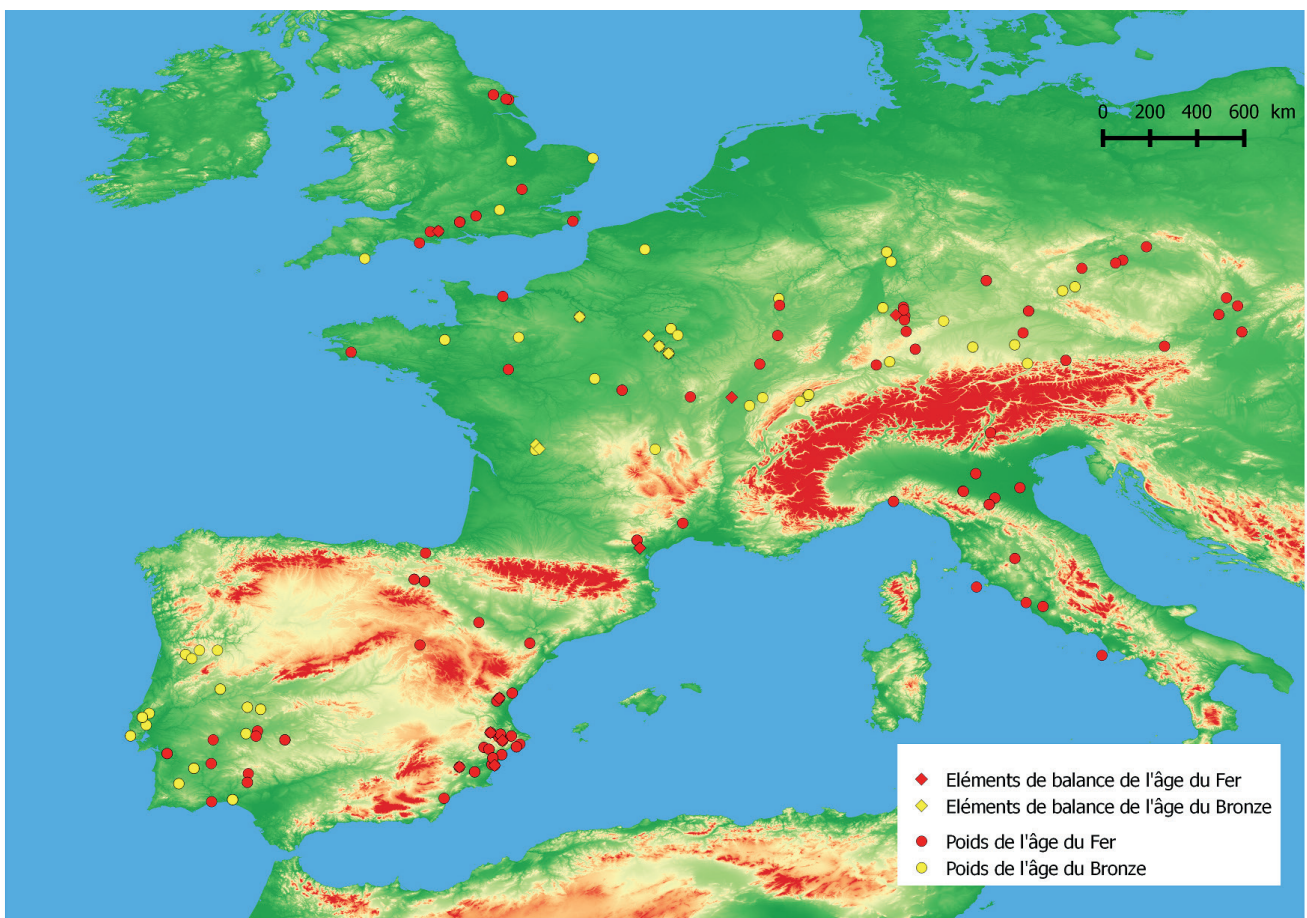 0 200 400 600 km
Eléments de balance de l'âge du Fer
Eléments de balance de l'âge du Bronze
Poids de l'âge du Fer
Poids de l'âge du Bronze